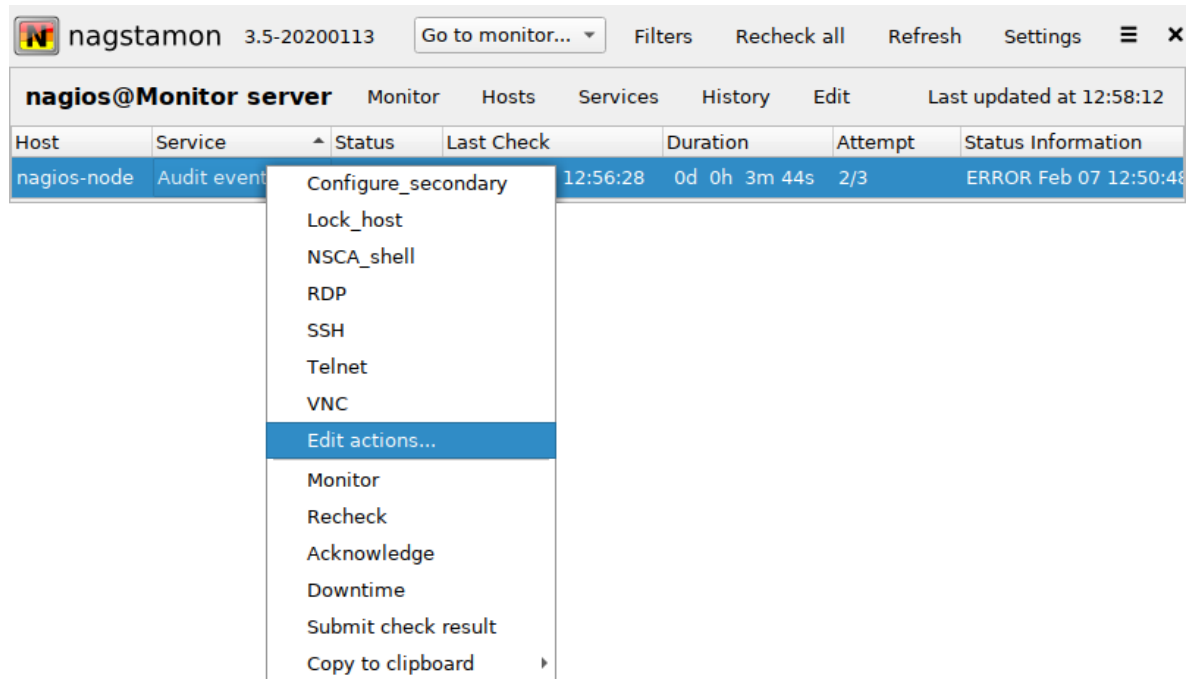 N nagstamon 3.5-20200113 Go to monitor... Filters Recheck all Refresh Settings
nagios@Monitor server Monitor Hosts Services History Edit Last updated at 12:58:12
Host Service Status Last Check Duration Attempt Status Information
nagios-node Audit event 12:56:28 0d 0h 3m 44s 2/3 ERROR Feb 07 12:50:48
Configure_secondary
Lock_host
NSCA_shell
RDP
SSH
Telnet
VNC
Edit actions...
Monitor
Recheck
Acknowledge
Downtime
Submit check result
Copy to clipboard